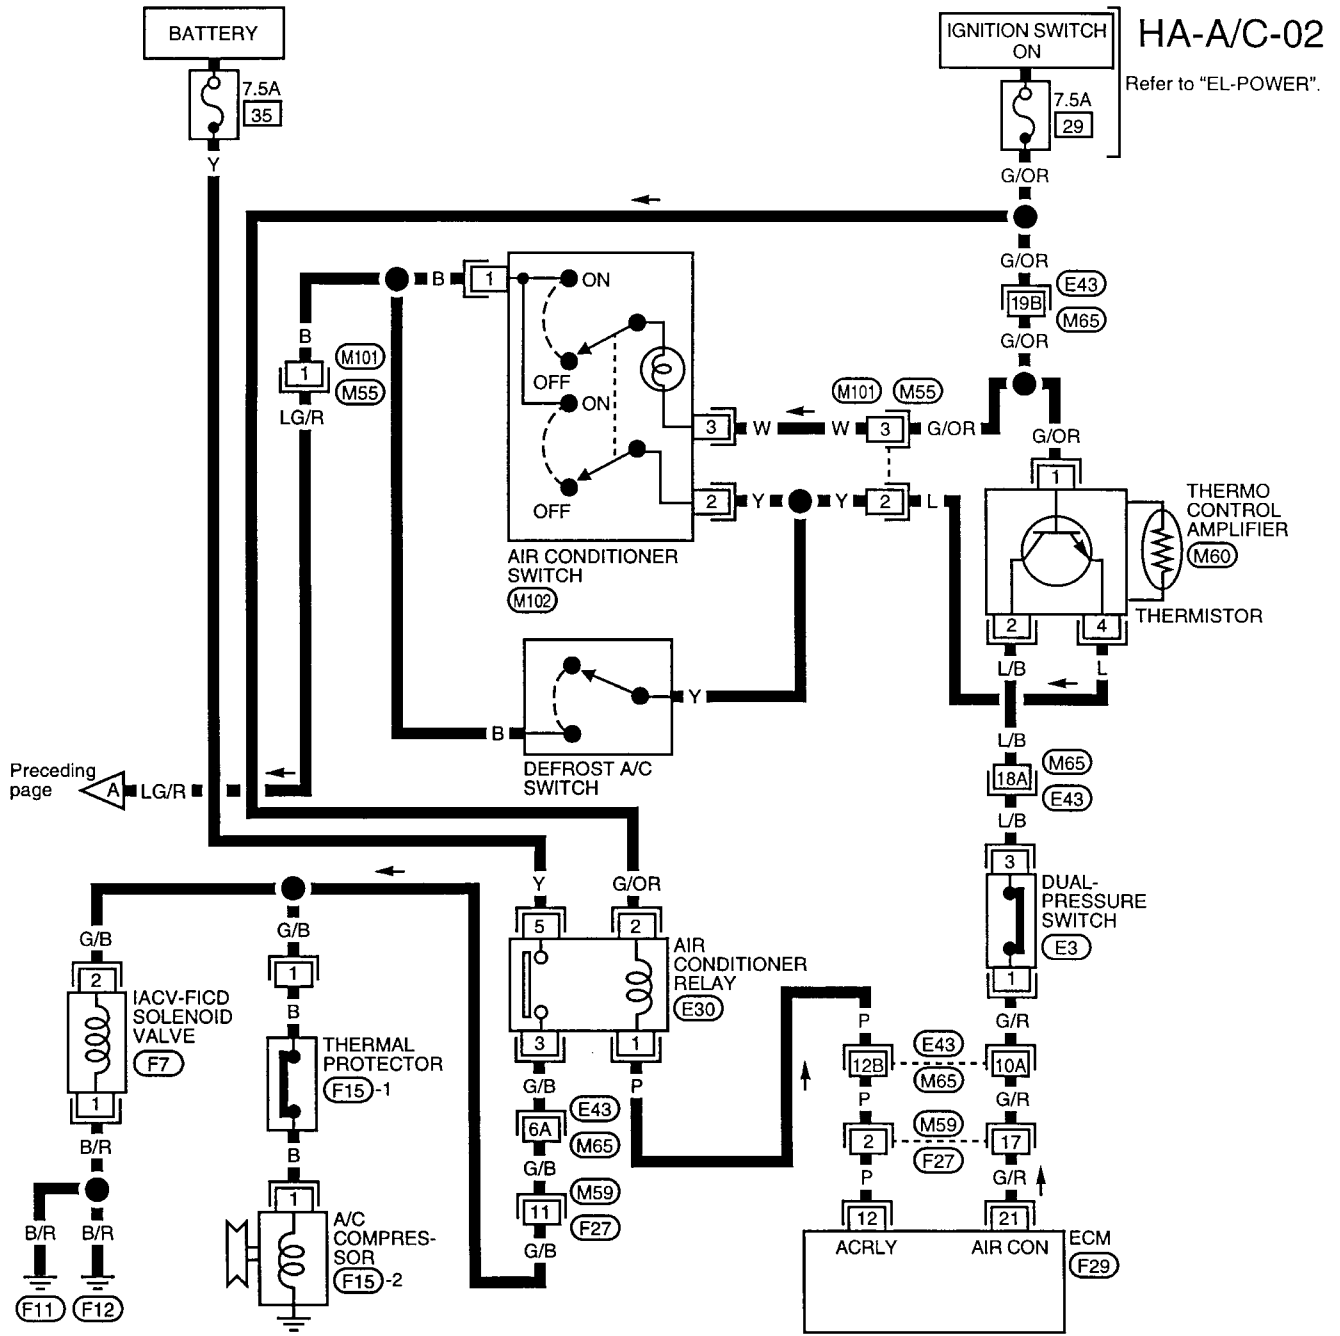 BATTERY
7.5A
35
Y
IGNITION SWITCH
ON
HA-A/C-02
Refer to “EL-POWER”.
7.5A
29
G/OR
G/OR
19B
E43
M65
G/OR
B
1
ON
OFF
ON
OFF
B
1
M101
M55
LG/R
3
W
W
3
G/OR
M101
M55
G/OR
2
Y
Y
2
L
AIR CONDITIONER
SWITCH
M102
1
THERMO
CONTROL
AMPLIFIER
M60
THERMISTOR
2
4
L/B
L
Y
B
DEFROST A/C
SWITCH
L/B
18A
M65
E43
L/B
Preceding
page
A
LG/R
Y
G/OR
5
2
AIR
CONDITIONER
RELAY
E30
3
1
3
DUAL-
PRESSURE
SWITCH
E3
1
G/B
2
IACV-FICD
SOLENOID
VALVE
F7
1
B/R
B/R
B/R
F11
F12
G/B
1
B
THERMAL
PROTECTOR
F15 -1
B
1
A/C
COMPRES-
SOR
F15 -2
G/B
6A
E43
M65
G/B
11
M59
F27
G/B
P
P
12B
E43
M65
G/R
10A
P
G/R
2
M59
F27
17
P
G/R
12
21
ACRLY
AIR CON
ECM
F29